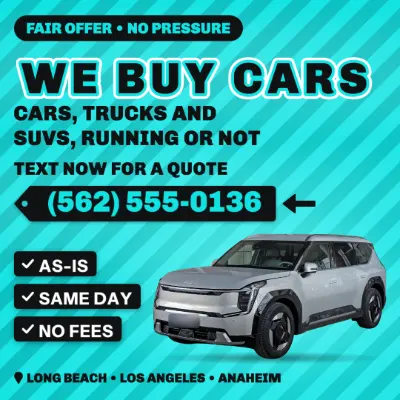 FAIR OFFER • NO PRESSURE
WE BUY CARS
CARS, TRUCKS AND
SUVS, RUNNING OR NOT
TEXT NOW FOR A QUOTE
(562) 555-0136
AS-IS
SAME DAY
NO FEES
LONG BEACH • LOS ANGELES • ANAHEIM